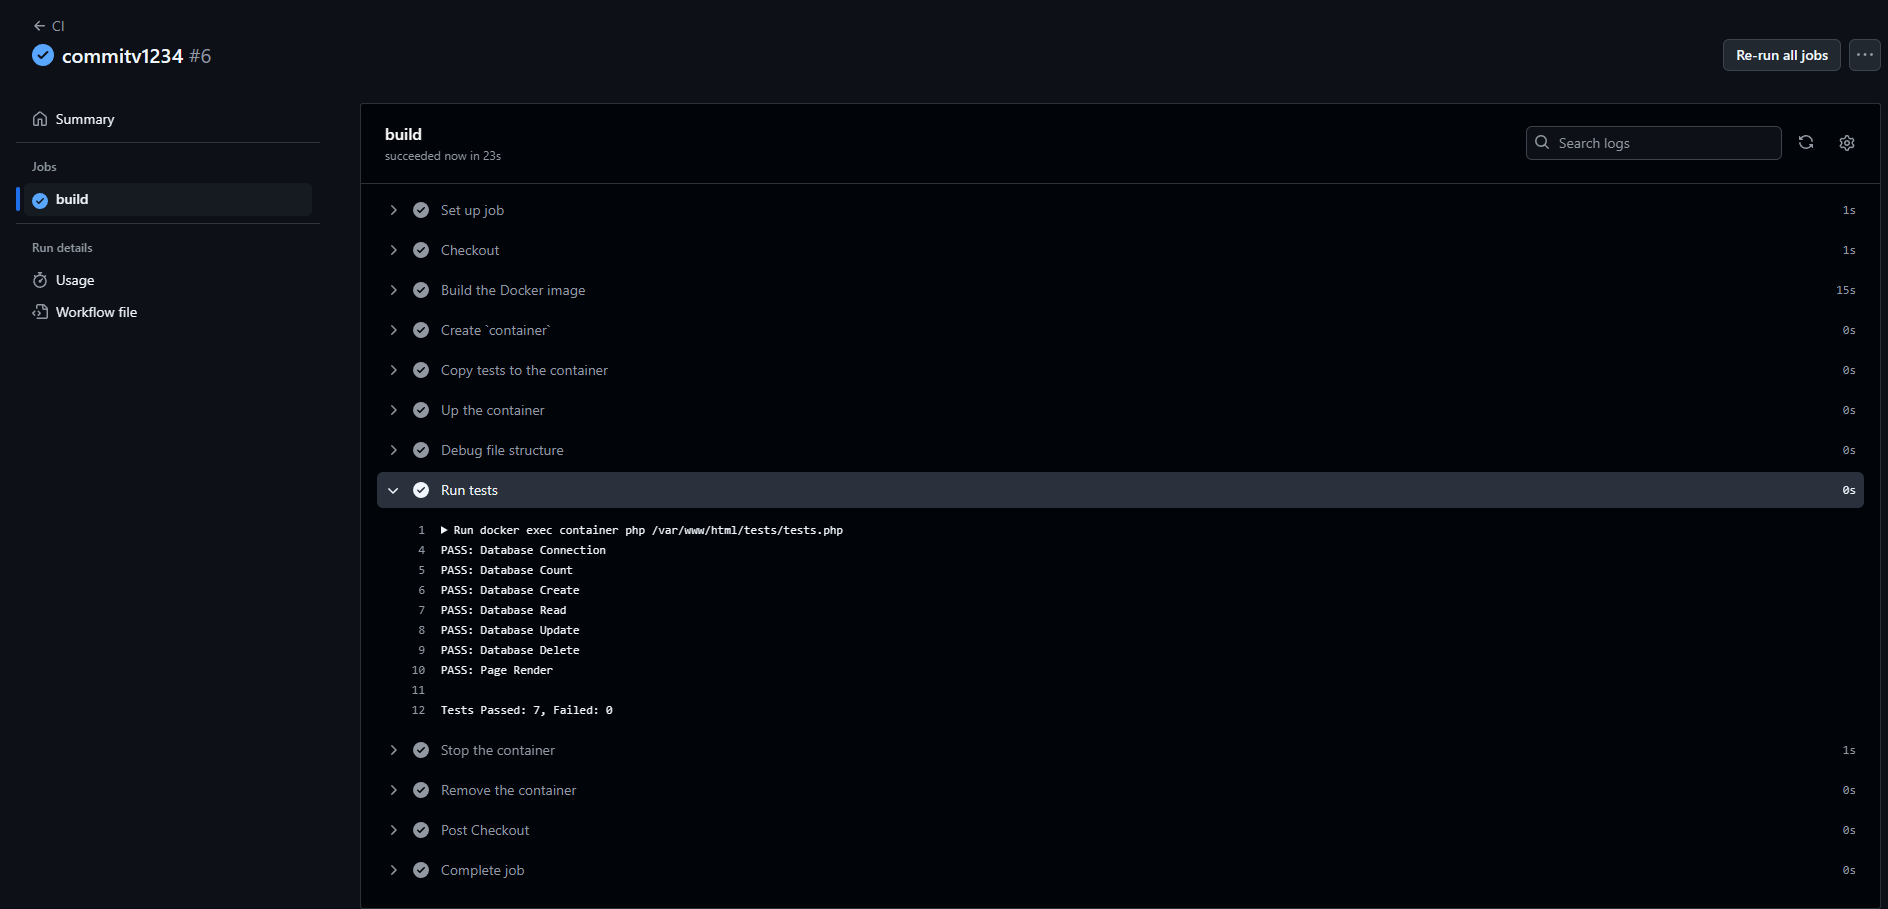 CI
commitv1234 #6
Re-run all jobs
Summary
Jobs
build
Run details
Usage
Workflow file
build
succeeded now in 23s
Search logs
Set up job 1s
Checkout 1s
Build the Docker image 15s
Create `container` 0s
Copy tests to the container 0s
Up the container 0s
Debug file structure 0s
Run tests 0s
1 Run docker exec container php /var/www/html/tests/tests.php
4 PASS: Database Connection
5 PASS: Database Count
6 PASS: Database Create
7 PASS: Database Read
8 PASS: Database Update
9 PASS: Database Delete
10 PASS: Page Render
11
12 Tests Passed: 7, Failed: 0
Stop the container 1s
Remove the container 0s
Post Checkout 0s
Complete job 0s